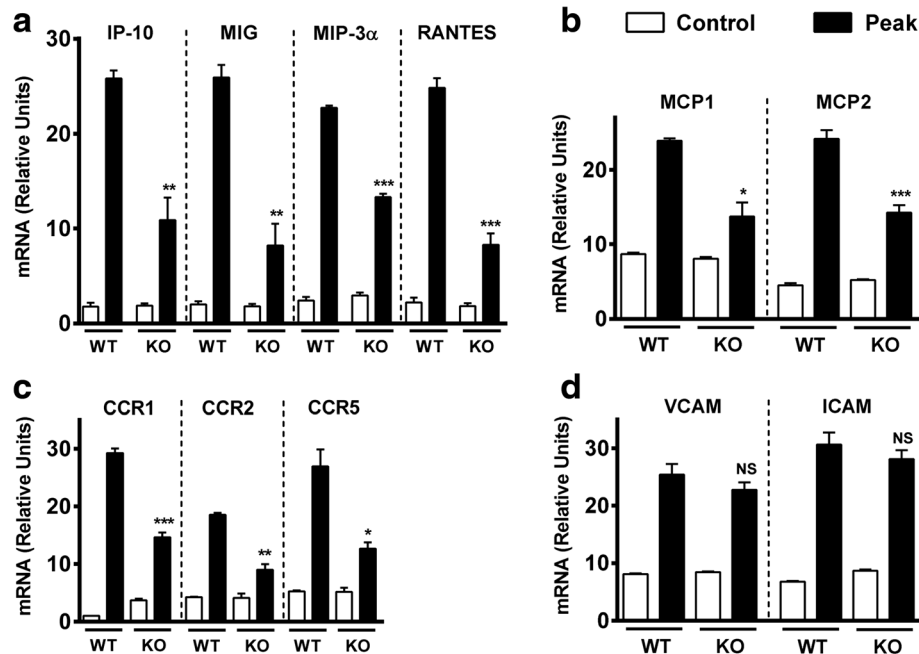 a
IP-10 MIG MIP-3α RANTES
mRNA (Relative Units)
30
20
10
0
** ** *** ***
WT KO WT KO WT KO WT KO
b
Control Peak
MCP1 MCP2
mRNA (Relative Units)
20
10
0
* ***
WT KO WT KO
c
CCR1 CCR2 CCR5
mRNA (Relative Units)
30
20
10
0
*** ** *
WT KO WT KO WT KO
d
VCAM ICAM
mRNA (Relative Units)
30
20
10
0
NS NS
WT KO WT KO